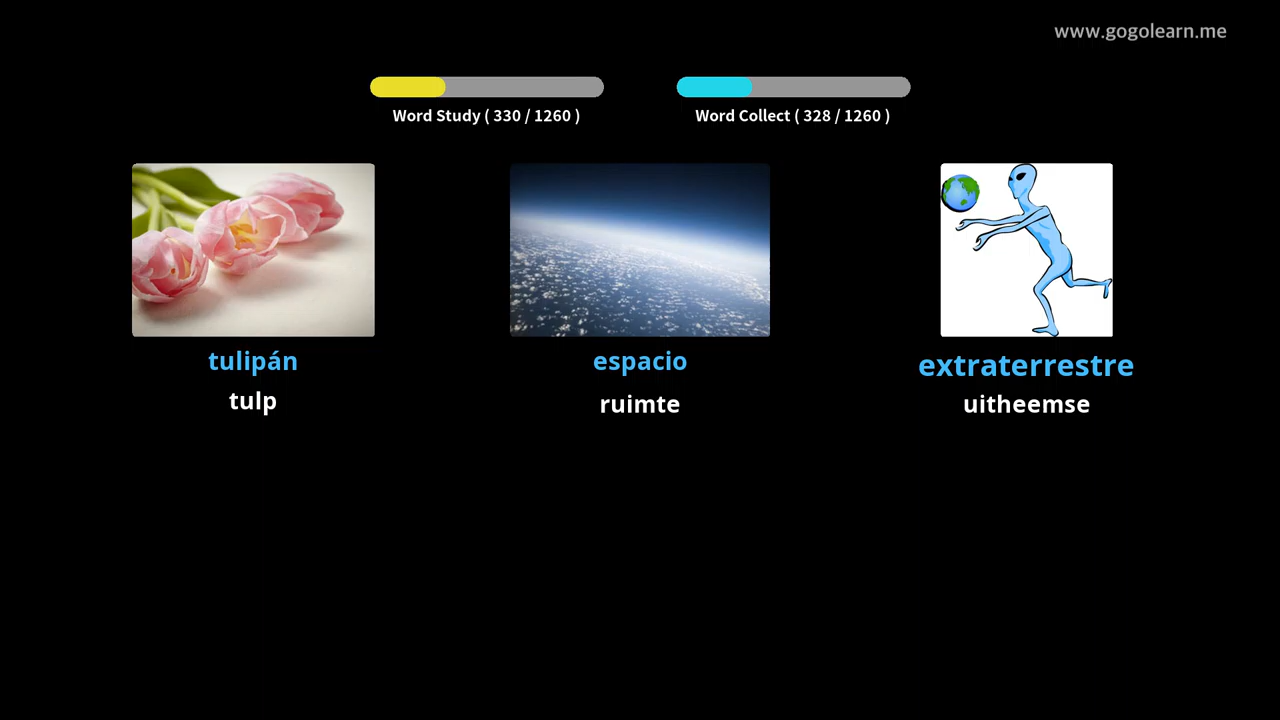 www.gogolearn.me
Word Study ( 330 / 1260 )
Word Collect ( 328 / 1260 )
tulipán
espacio
extraterrestre
tulp
ruimte
uitheemse